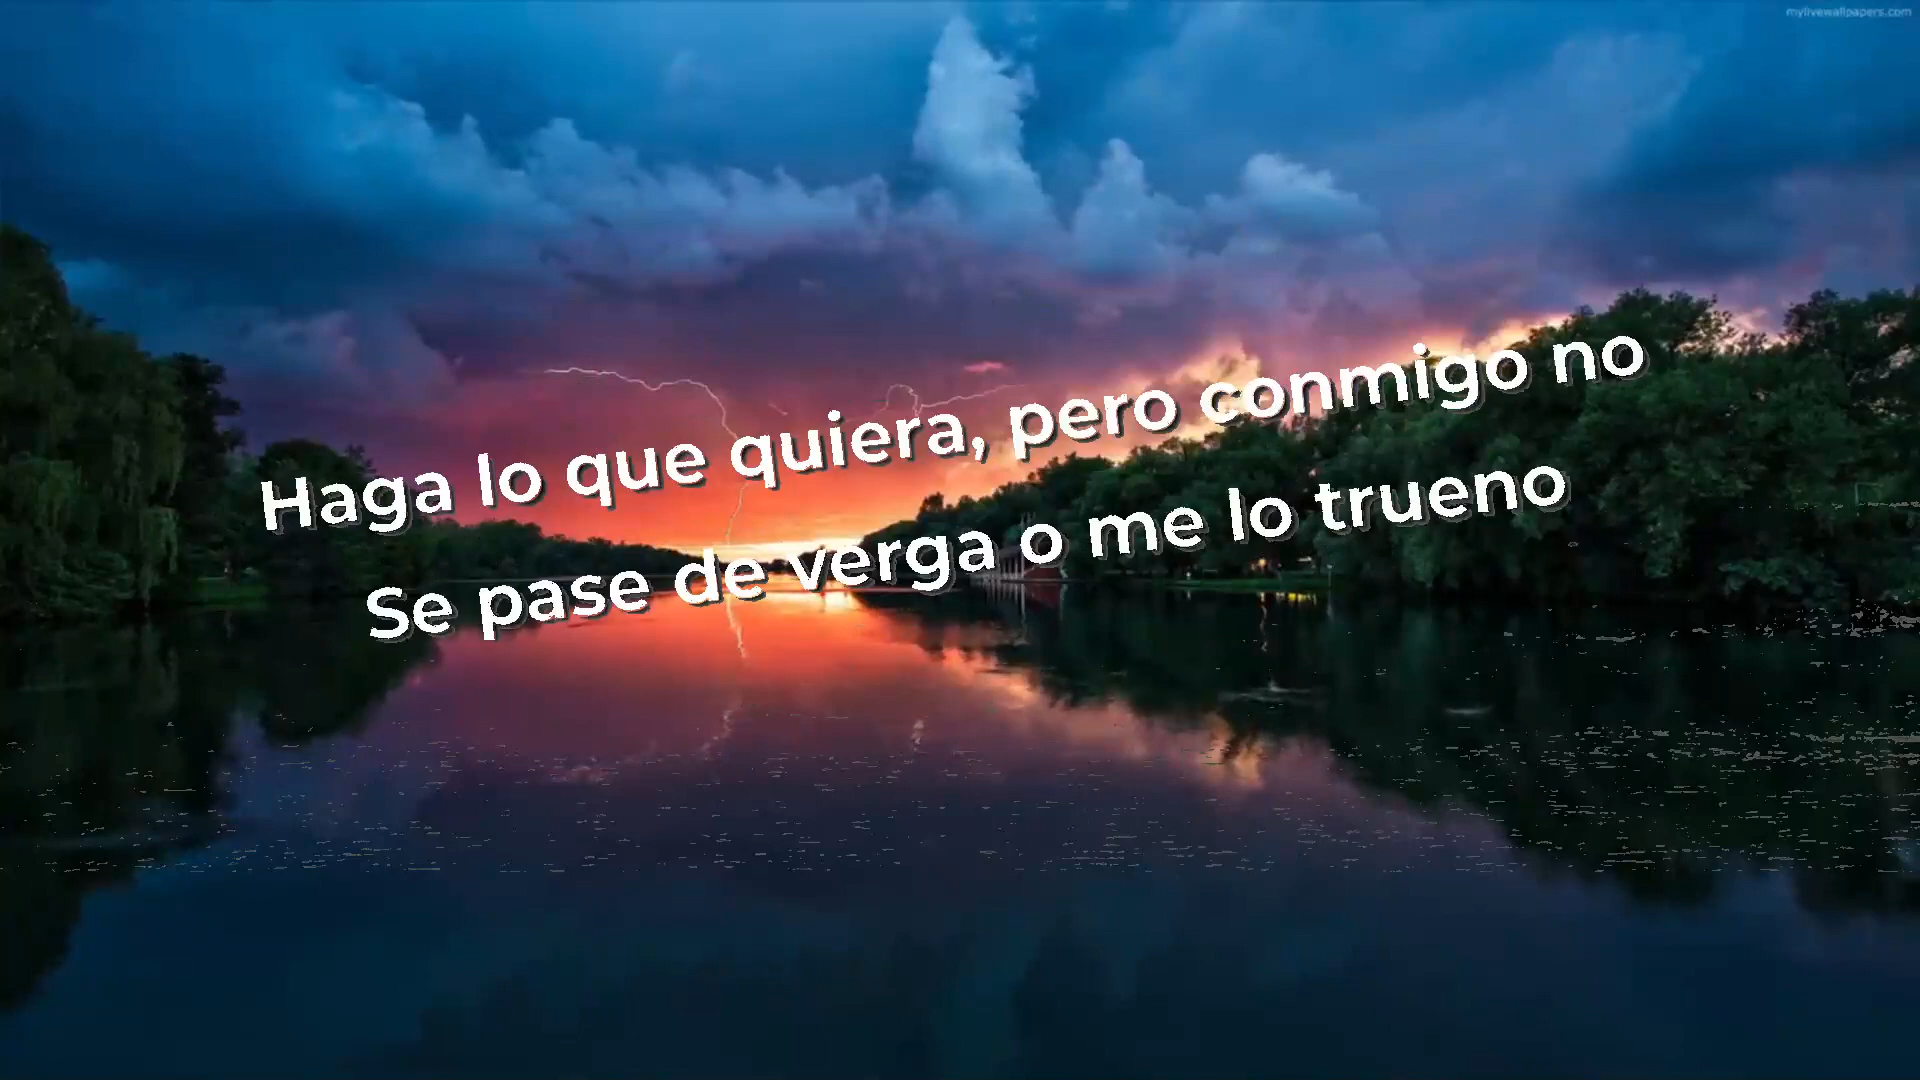 mylivewallpapers.com
Haga lo que quiera, pero conmigo no
Se pase de verga o me lo trueno